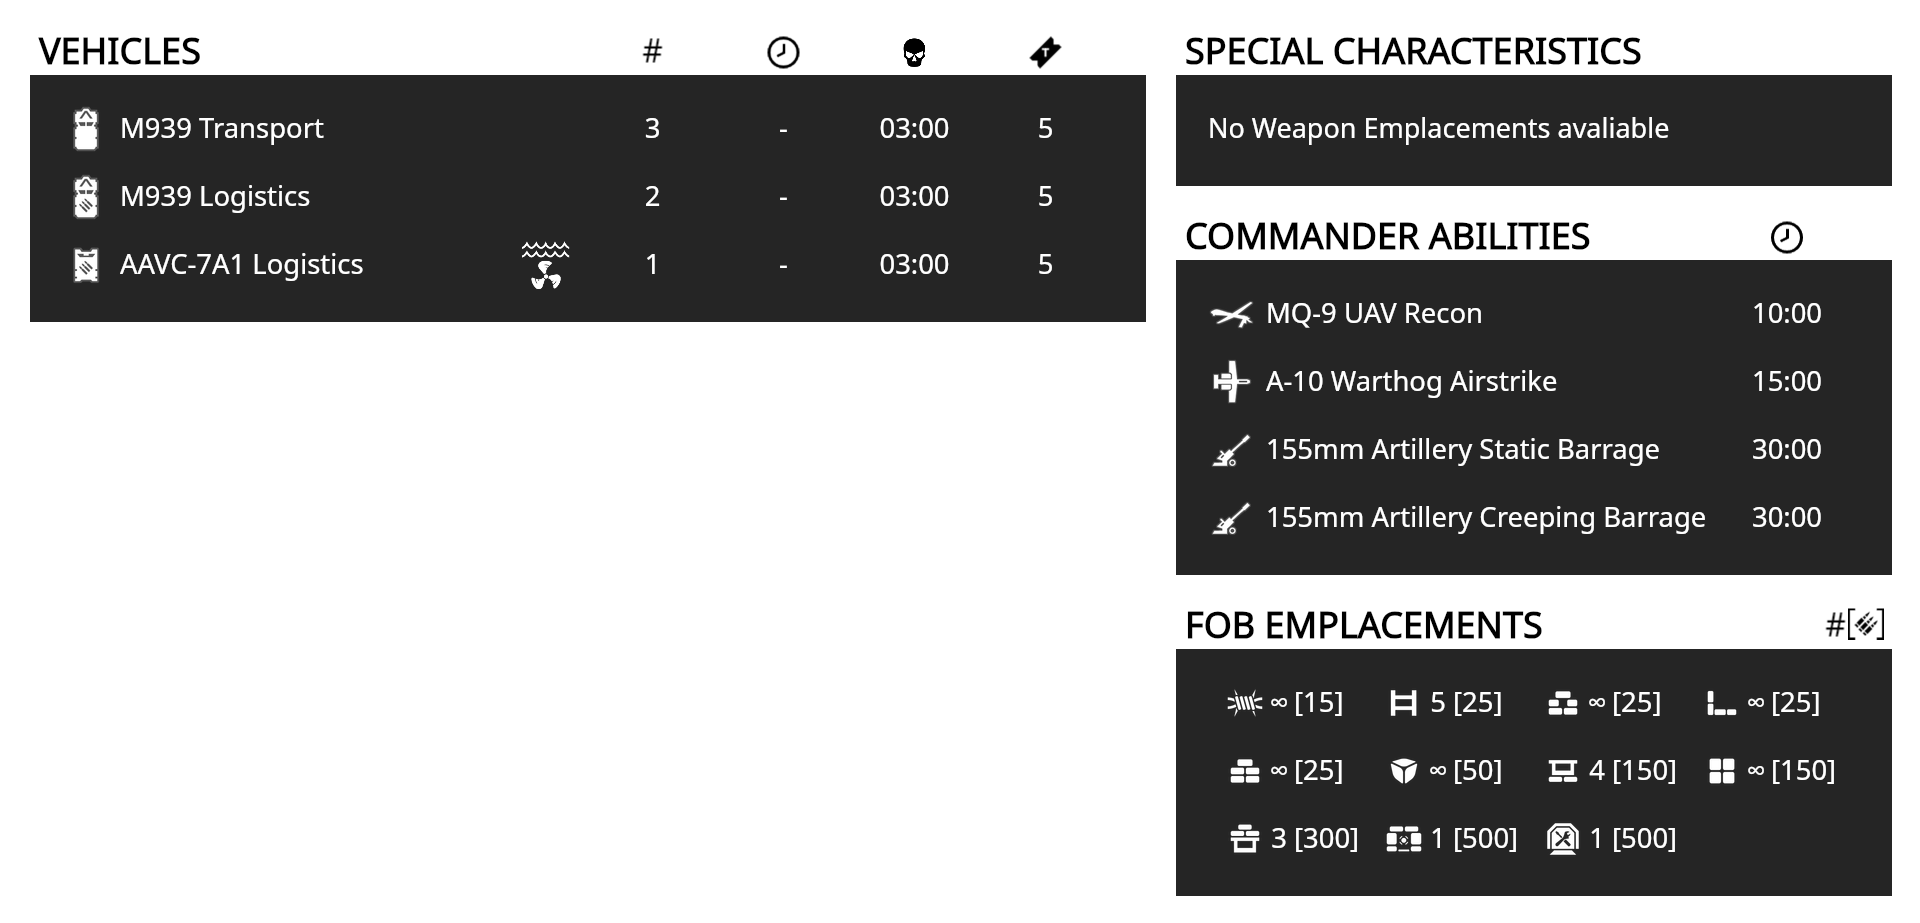 VEHICLES #
M939 Transport 3 - 03:00 5
M939 Logistics 2 - 03:00 5
AAVC-7A1 Logistics 1 - 03:00 5
SPECIAL CHARACTERISTICS
No Weapon Emplacements avaliable
COMMANDER ABILITIES
MQ-9 UAV Recon 10:00
A-10 Warthog Airstrike 15:00
155mm Artillery Static Barrage 30:00
155mm Artillery Creeping Barrage 30:00
FOB EMPLACEMENTS #[]
∞ [15] 5 [25] ∞ [25] ∞ [25]
∞ [25] ∞ [50] 4 [150] ∞ [150]
3 [300] 1 [500] 1 [500]